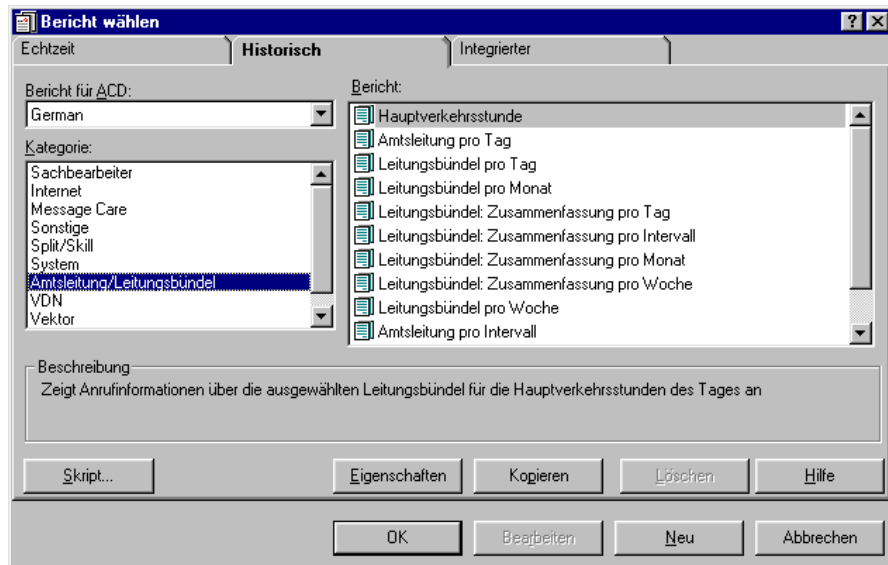 Bericht wählen
Echtzeit
Historisch
Integrierter
Bericht für ACD:
German
Kategorie:
Sachbearbeiter
Internet
Message Care
Sonstige
Split/Skill
System
Amtsleitung/Leitungsbündel
VDN
Vektor
Bericht:
Hauptverkehrsstunde
Amtsleitung pro Tag
Leitungsbündel pro Tag
Leitungsbündel pro Monat
Leitungsbündel: Zusammenfassung pro Tag
Leitungsbündel: Zusammenfassung pro Intervall
Leitungsbündel: Zusammenfassung pro Monat
Leitungsbündel: Zusammenfassung pro Woche
Leitungsbündel pro Woche
Amtsleitung pro Intervall
Beschreibung
Zeigt Anrufinformationen über die ausgewählten Leitungsbündel für die Hauptverkehrsstunden des Tages an
Skript...
Eigenschaften
Kopieren
Löschen
Hilfe
OK
Bearbeiten
Neu
Abbrechen